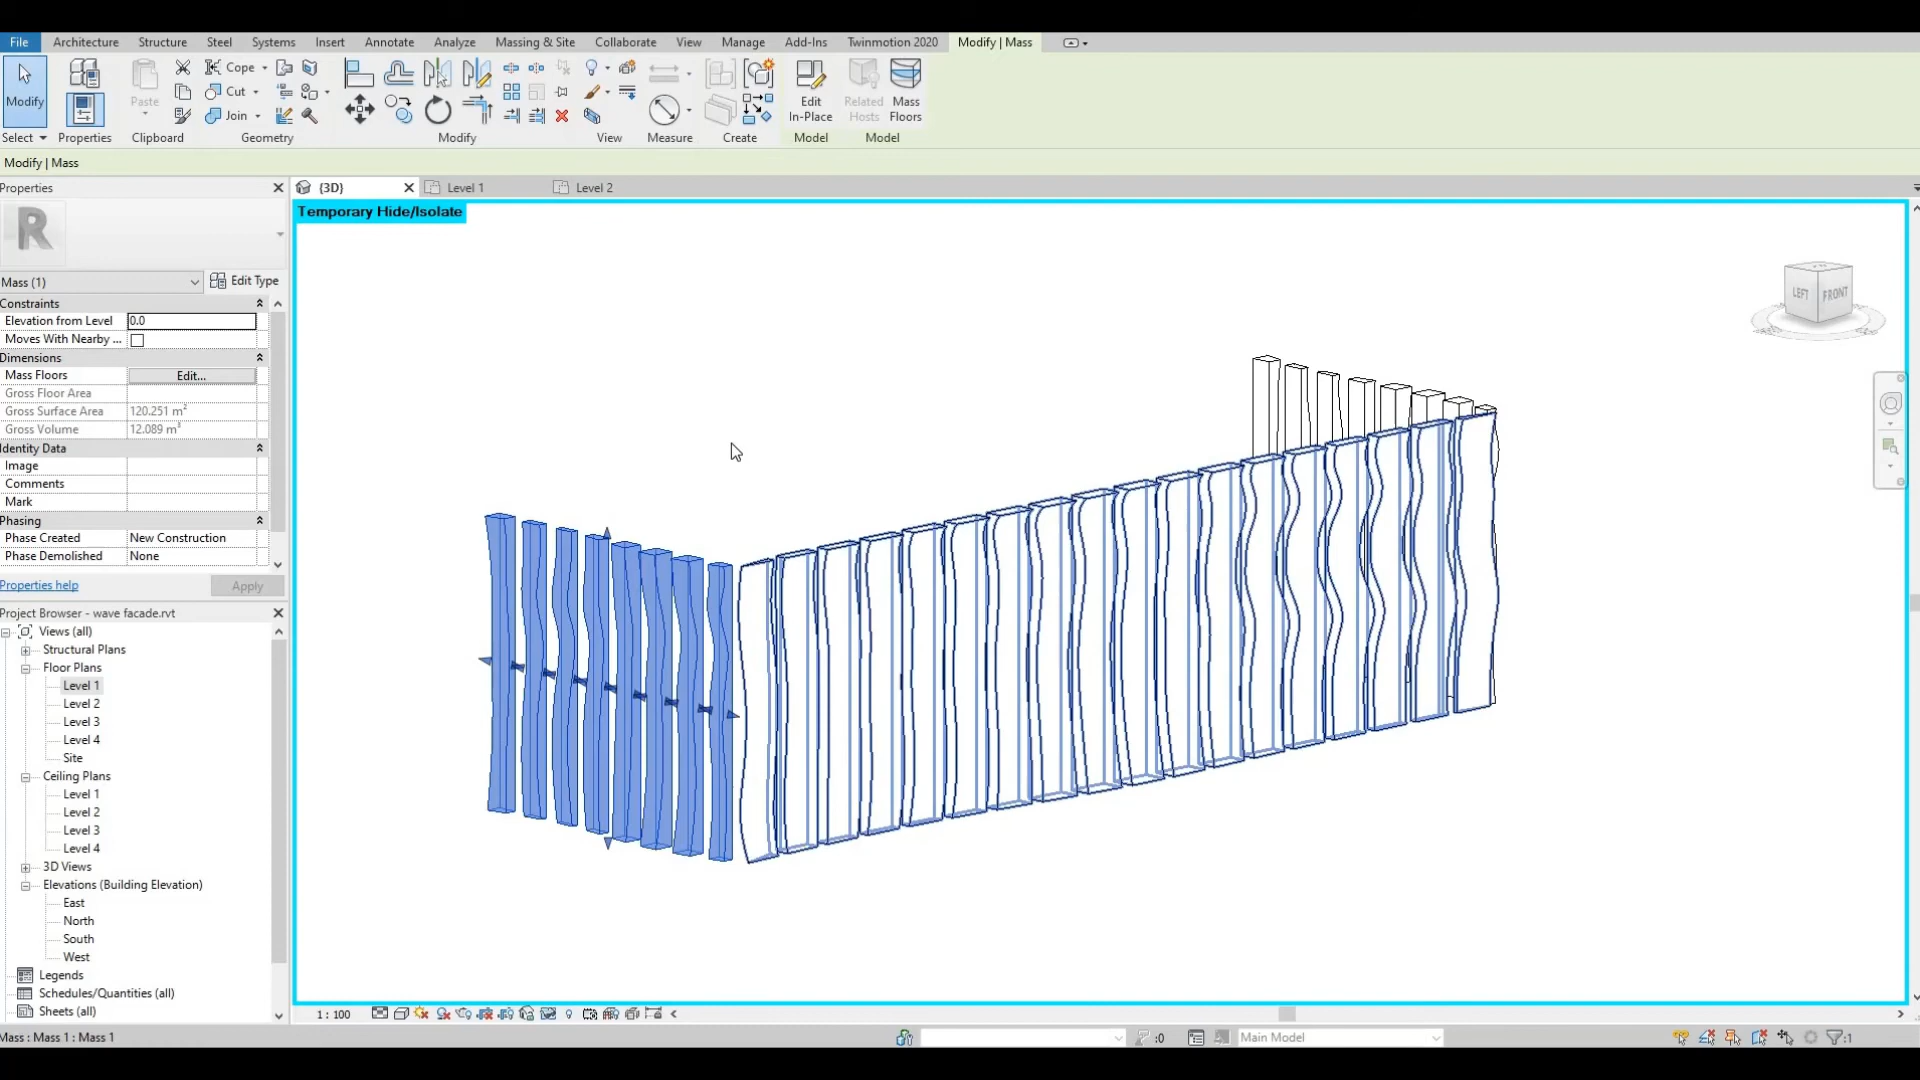 File Architecture Structure Steel Systems Insert Annotate Analyze Massing & Site Collaborate View Manage Add-Ins Twinmotion 2020 Modify | Mass
Modify
Paste
Cope
Cut
Join
Edit In-Place
Related Hosts
Mass Floors
Select Properties Clipboard Geometry Modify View Measure Create Model Model
Modify | Mass
Properties
{3D} Level 1 Level 2
Temporary Hide/Isolate
R
Mass (1) Edit Type
Constraints
Elevation from Level 0.0
Moves With Nearby ...
Dimensions
Mass Floors Edit...
Gross Floor Area
Gross Surface Area 120.251 m²
Gross Volume 12.089 m³
Identity Data
Image
Comments
Mark
Phasing
Phase Created New Construction
Phase Demolished None
Properties help Apply
Project Browser - wave facade.rvt
Views (all)
Structural Plans
Floor Plans
Level 1
Level 2
Level 3
Level 4
Site
Ceiling Plans
Level 1
Level 2
Level 3
Level 4
3D Views
Elevations (Building Elevation)
East
North
South
West
Legends
Schedules/Quantities (all)
Sheets (all)
LEFT FRONT
1 : 100
Mass : Mass 1 : Mass 1
:0
Main Model
:1